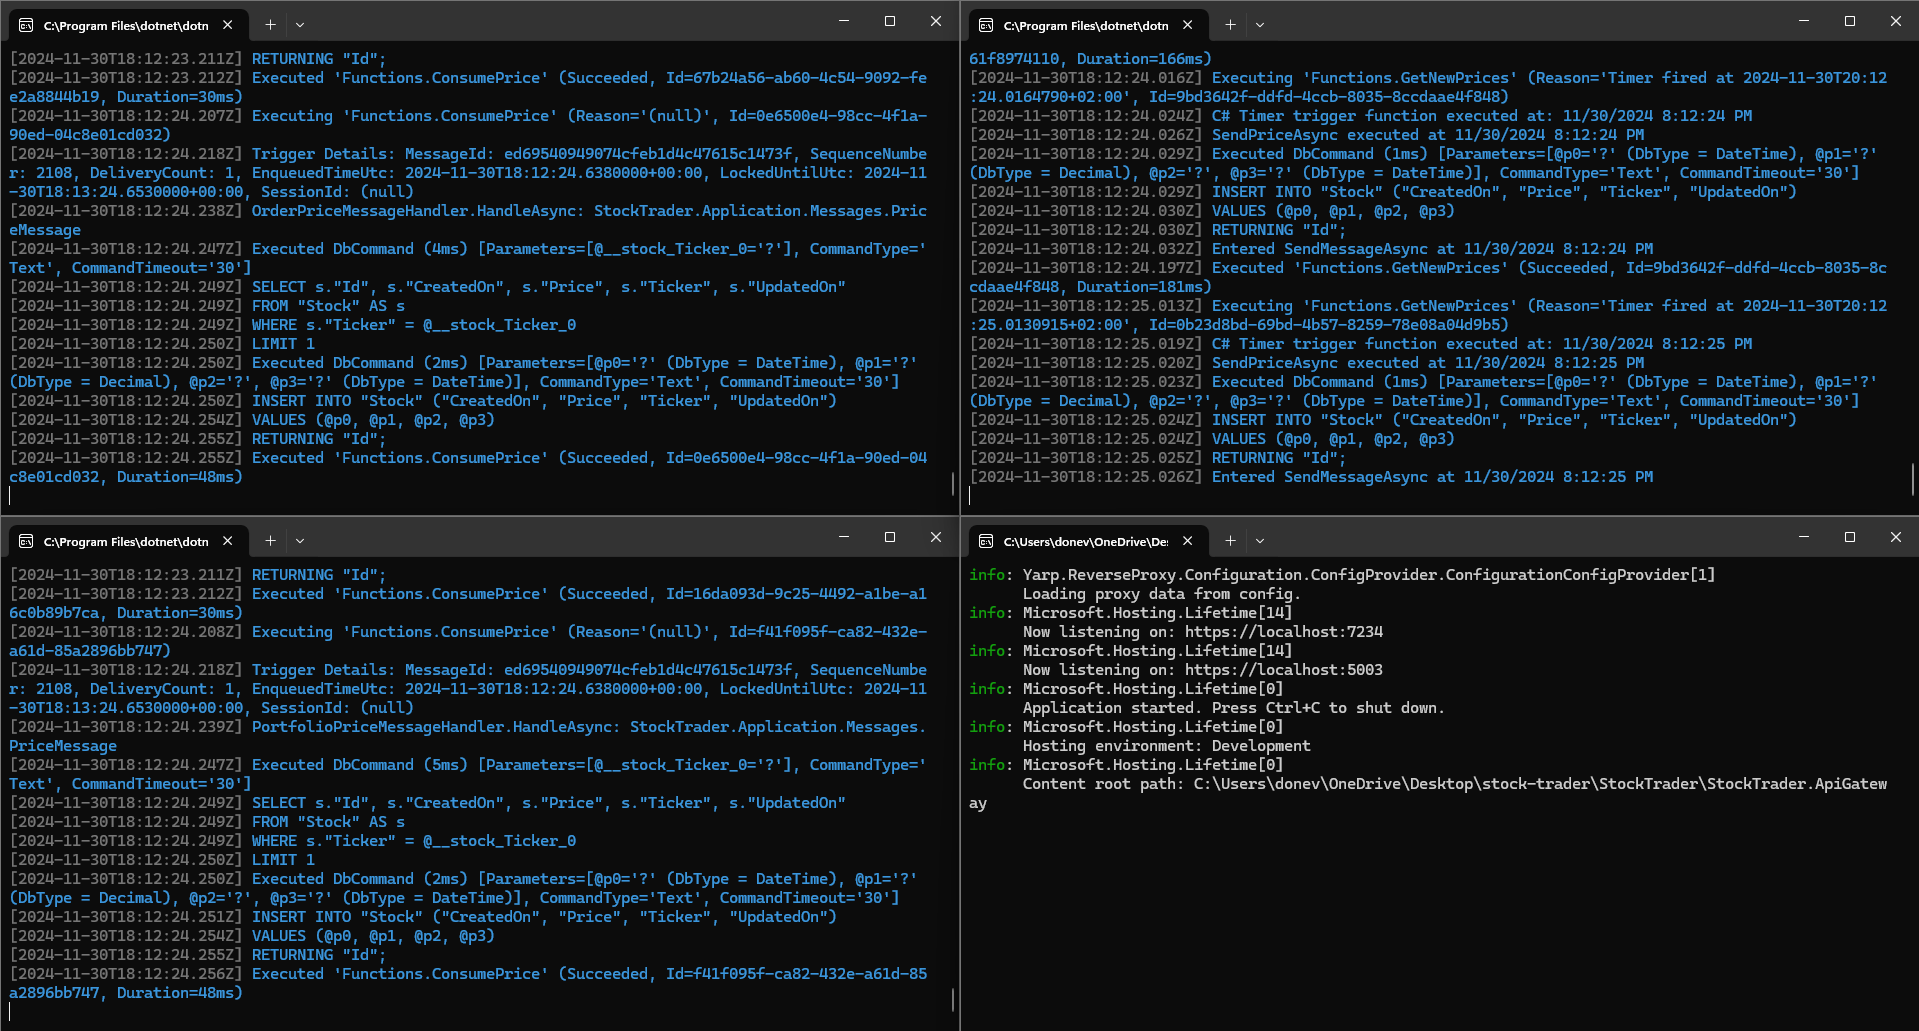 C:\Program Files\dotnet\dotn
[2024-11-30T18:12:23.211Z] RETURNING "Id";
[2024-11-30T18:12:23.212Z] Executed 'Functions.ConsumePrice' (Succeeded, Id=67b24a56-ab60-4c54-9092-fe
e2a8844b19, Duration=30ms)
[2024-11-30T18:12:24.207Z] Executing 'Functions.ConsumePrice' (Reason='(null)', Id=0e6500e4-98cc-4f1a-
90ed-04c8e01cd032)
[2024-11-30T18:12:24.218Z] Trigger Details: MessageId: ed69540949074cfeb1d4c47615c1473f, SequenceNumbe
r: 2108, DeliveryCount: 1, EnqueuedTimeUtc: 2024-11-30T18:12:24.6380000+00:00, LockedUntilUtc: 2024-11
-30T18:13:24.6530000+00:00, SessionId: (null)
[2024-11-30T18:12:24.238Z] OrderPriceMessageHandler.HandleAsync: StockTrader.Application.Messages.Pric
eMessage
[2024-11-30T18:12:24.247Z] Executed DbCommand (4ms) [Parameters=[@__stock_Ticker_0='?'], CommandType='
Text', CommandTimeout='30']
[2024-11-30T18:12:24.249Z] SELECT s."Id", s."CreatedOn", s."Price", s."Ticker", s."UpdatedOn"
[2024-11-30T18:12:24.249Z] FROM "Stock" AS s
[2024-11-30T18:12:24.249Z] WHERE s."Ticker" = @__stock_Ticker_0
[2024-11-30T18:12:24.250Z] LIMIT 1
[2024-11-30T18:12:24.250Z] Executed DbCommand (2ms) [Parameters=[@p0='?' (DbType = DateTime), @p1='?'
(DbType = Decimal), @p2='?', @p3='?' (DbType = DateTime)], CommandType='Text', CommandTimeout='30']
[2024-11-30T18:12:24.250Z] INSERT INTO "Stock" ("CreatedOn", "Price", "Ticker", "UpdatedOn")
[2024-11-30T18:12:24.254Z] VALUES (@p0, @p1, @p2, @p3)
[2024-11-30T18:12:24.255Z] RETURNING "Id";
[2024-11-30T18:12:24.255Z] Executed 'Functions.ConsumePrice' (Succeeded, Id=0e6500e4-98cc-4f1a-90ed-04
c8e01cd032, Duration=48ms)
C:\Program Files\dotnet\dotn
61f8974110, Duration=166ms)
[2024-11-30T18:12:24.016Z] Executing 'Functions.GetNewPrices' (Reason='Timer fired at 2024-11-30T20:12
:24.0164790+02:00', Id=9bd3642f-ddfd-4ccb-8035-8ccdaae4f848)
[2024-11-30T18:12:24.024Z] C# Timer trigger function executed at: 11/30/2024 8:12:24 PM
[2024-11-30T18:12:24.026Z] SendPriceAsync executed at 11/30/2024 8:12:24 PM
[2024-11-30T18:12:24.029Z] Executed DbCommand (1ms) [Parameters=[@p0='?' (DbType = DateTime), @p1='?'
(DbType = Decimal), @p2='?', @p3='?' (DbType = DateTime)], CommandType='Text', CommandTimeout='30']
[2024-11-30T18:12:24.029Z] INSERT INTO "Stock" ("CreatedOn", "Price", "Ticker", "UpdatedOn")
[2024-11-30T18:12:24.030Z] VALUES (@p0, @p1, @p2, @p3)
[2024-11-30T18:12:24.030Z] RETURNING "Id";
[2024-11-30T18:12:24.032Z] Entered SendMessageAsync at 11/30/2024 8:12:24 PM
[2024-11-30T18:12:24.197Z] Executed 'Functions.GetNewPrices' (Succeeded, Id=9bd3642f-ddfd-4ccb-8035-8c
cdaae4f848, Duration=181ms)
[2024-11-30T18:12:25.013Z] Executing 'Functions.GetNewPrices' (Reason='Timer fired at 2024-11-30T20:12
:25.0130915+02:00', Id=0b23d8bd-69bd-4b57-8259-78e08a04d9b5)
[2024-11-30T18:12:25.019Z] C# Timer trigger function executed at: 11/30/2024 8:12:25 PM
[2024-11-30T18:12:25.020Z] SendPriceAsync executed at 11/30/2024 8:12:25 PM
[2024-11-30T18:12:25.023Z] Executed DbCommand (1ms) [Parameters=[@p0='?' (DbType = DateTime), @p1='?'
(DbType = Decimal), @p2='?', @p3='?' (DbType = DateTime)], CommandType='Text', CommandTimeout='30']
[2024-11-30T18:12:25.024Z] INSERT INTO "Stock" ("CreatedOn", "Price", "Ticker", "UpdatedOn")
[2024-11-30T18:12:25.024Z] VALUES (@p0, @p1, @p2, @p3)
[2024-11-30T18:12:25.025Z] RETURNING "Id";
[2024-11-30T18:12:25.026Z] Entered SendMessageAsync at 11/30/2024 8:12:25 PM
C:\Program Files\dotnet\dotn
[2024-11-30T18:12:23.211Z] RETURNING "Id";
[2024-11-30T18:12:23.212Z] Executed 'Functions.ConsumePrice' (Succeeded, Id=16da093d-9c25-4492-a1be-a1
6c0b89b7ca, Duration=30ms)
[2024-11-30T18:12:24.208Z] Executing 'Functions.ConsumePrice' (Reason='(null)', Id=f41f095f-ca82-432e-
a61d-85a2896bb747)
[2024-11-30T18:12:24.218Z] Trigger Details: MessageId: ed69540949074cfeb1d4c47615c1473f, SequenceNumbe
r: 2108, DeliveryCount: 1, EnqueuedTimeUtc: 2024-11-30T18:12:24.6380000+00:00, LockedUntilUtc: 2024-11
-30T18:13:24.6530000+00:00, SessionId: (null)
[2024-11-30T18:12:24.239Z] PortfolioPriceMessageHandler.HandleAsync: StockTrader.Application.Messages.
PriceMessage
[2024-11-30T18:12:24.247Z] Executed DbCommand (5ms) [Parameters=[@__stock_Ticker_0='?'], CommandType='
Text', CommandTimeout='30']
[2024-11-30T18:12:24.249Z] SELECT s."Id", s."CreatedOn", s."Price", s."Ticker", s."UpdatedOn"
[2024-11-30T18:12:24.249Z] FROM "Stock" AS s
[2024-11-30T18:12:24.249Z] WHERE s."Ticker" = @__stock_Ticker_0
[2024-11-30T18:12:24.250Z] LIMIT 1
[2024-11-30T18:12:24.250Z] Executed DbCommand (2ms) [Parameters=[@p0='?' (DbType = DateTime), @p1='?'
(DbType = Decimal), @p2='?', @p3='?' (DbType = DateTime)], CommandType='Text', CommandTimeout='30']
[2024-11-30T18:12:24.251Z] INSERT INTO "Stock" ("CreatedOn", "Price", "Ticker", "UpdatedOn")
[2024-11-30T18:12:24.254Z] VALUES (@p0, @p1, @p2, @p3)
[2024-11-30T18:12:24.255Z] RETURNING "Id";
[2024-11-30T18:12:24.256Z] Executed 'Functions.ConsumePrice' (Succeeded, Id=f41f095f-ca82-432e-a61d-85
a2896bb747, Duration=48ms)
C:\Users\donev\OneDrive\De:
info: Yarp.ReverseProxy.Configuration.ConfigProvider.ConfigurationConfigProvider[1]
Loading proxy data from config.
info: Microsoft.Hosting.Lifetime[14]
Now listening on: https://localhost:7234
info: Microsoft.Hosting.Lifetime[14]
Now listening on: https://localhost:5003
info: Microsoft.Hosting.Lifetime[0]
Application started. Press Ctrl+C to shut down.
info: Microsoft.Hosting.Lifetime[0]
Hosting environment: Development
info: Microsoft.Hosting.Lifetime[0]
Content root path: C:\Users\donev\OneDrive\Desktop\stock-trader\StockTrader\StockTrader.ApiGatew
ay